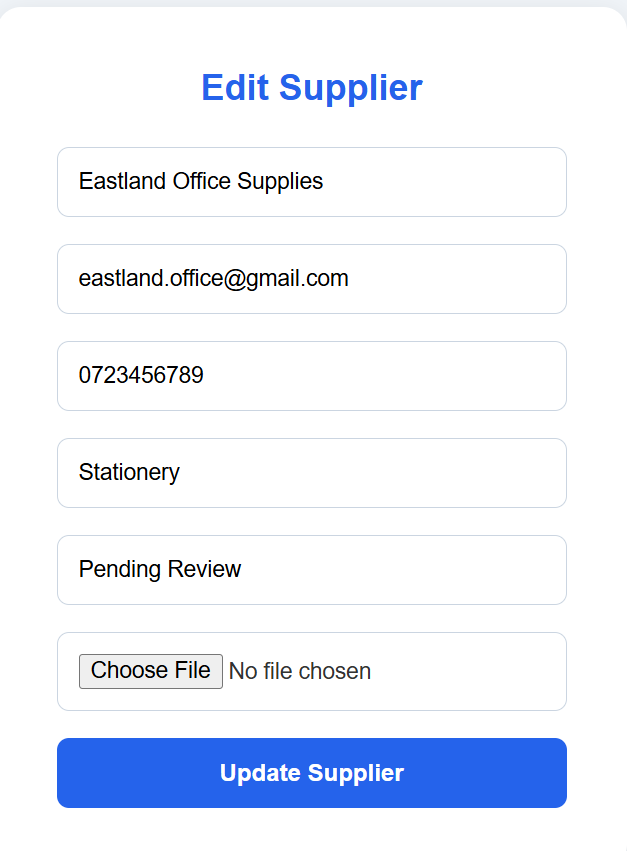 Edit Supplier
Eastland Office Supplies
eastland.office@gmail.com
0723456789
Stationery
Pending Review
Choose File No file chosen
Update Supplier